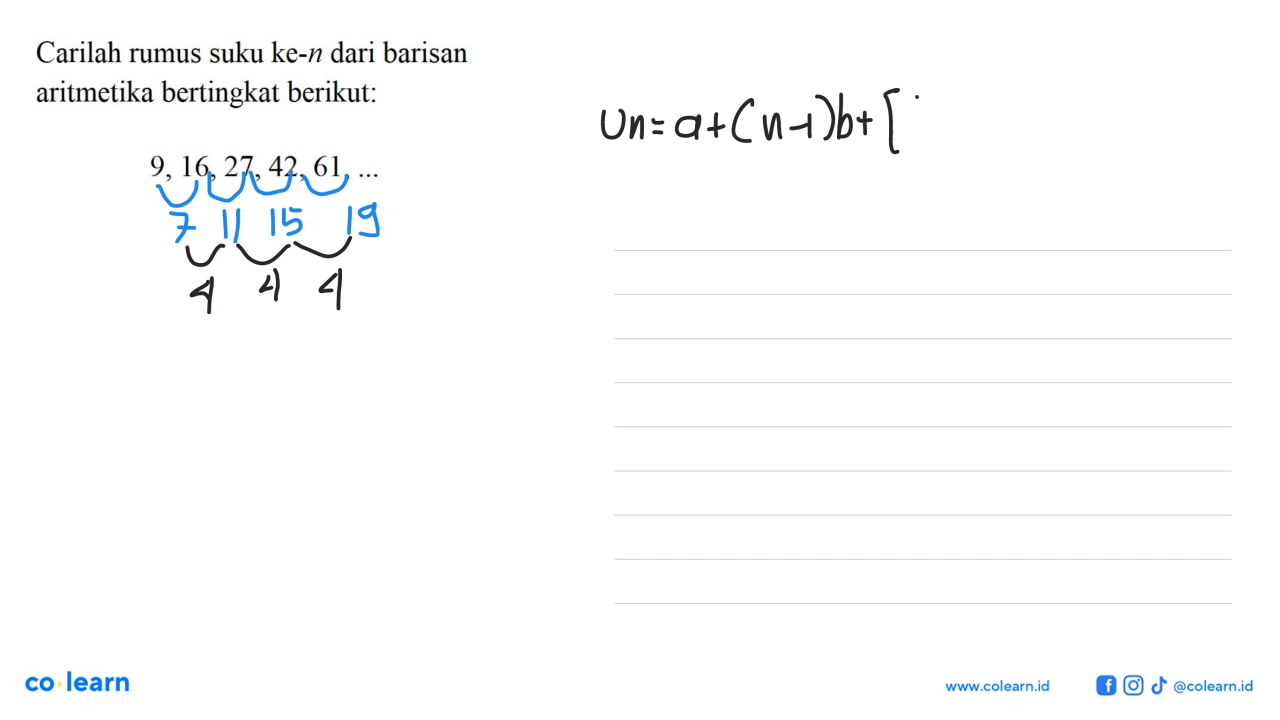 Carilah rumus suku ke-n dari barisan
aritmetika bertingkat berikut:
9, 16, 27, 42, 61, ...
7 11 15 19
4 4 4
Un = a + (n-1)b + [
co learn
www.colearn.id
@colearn.id